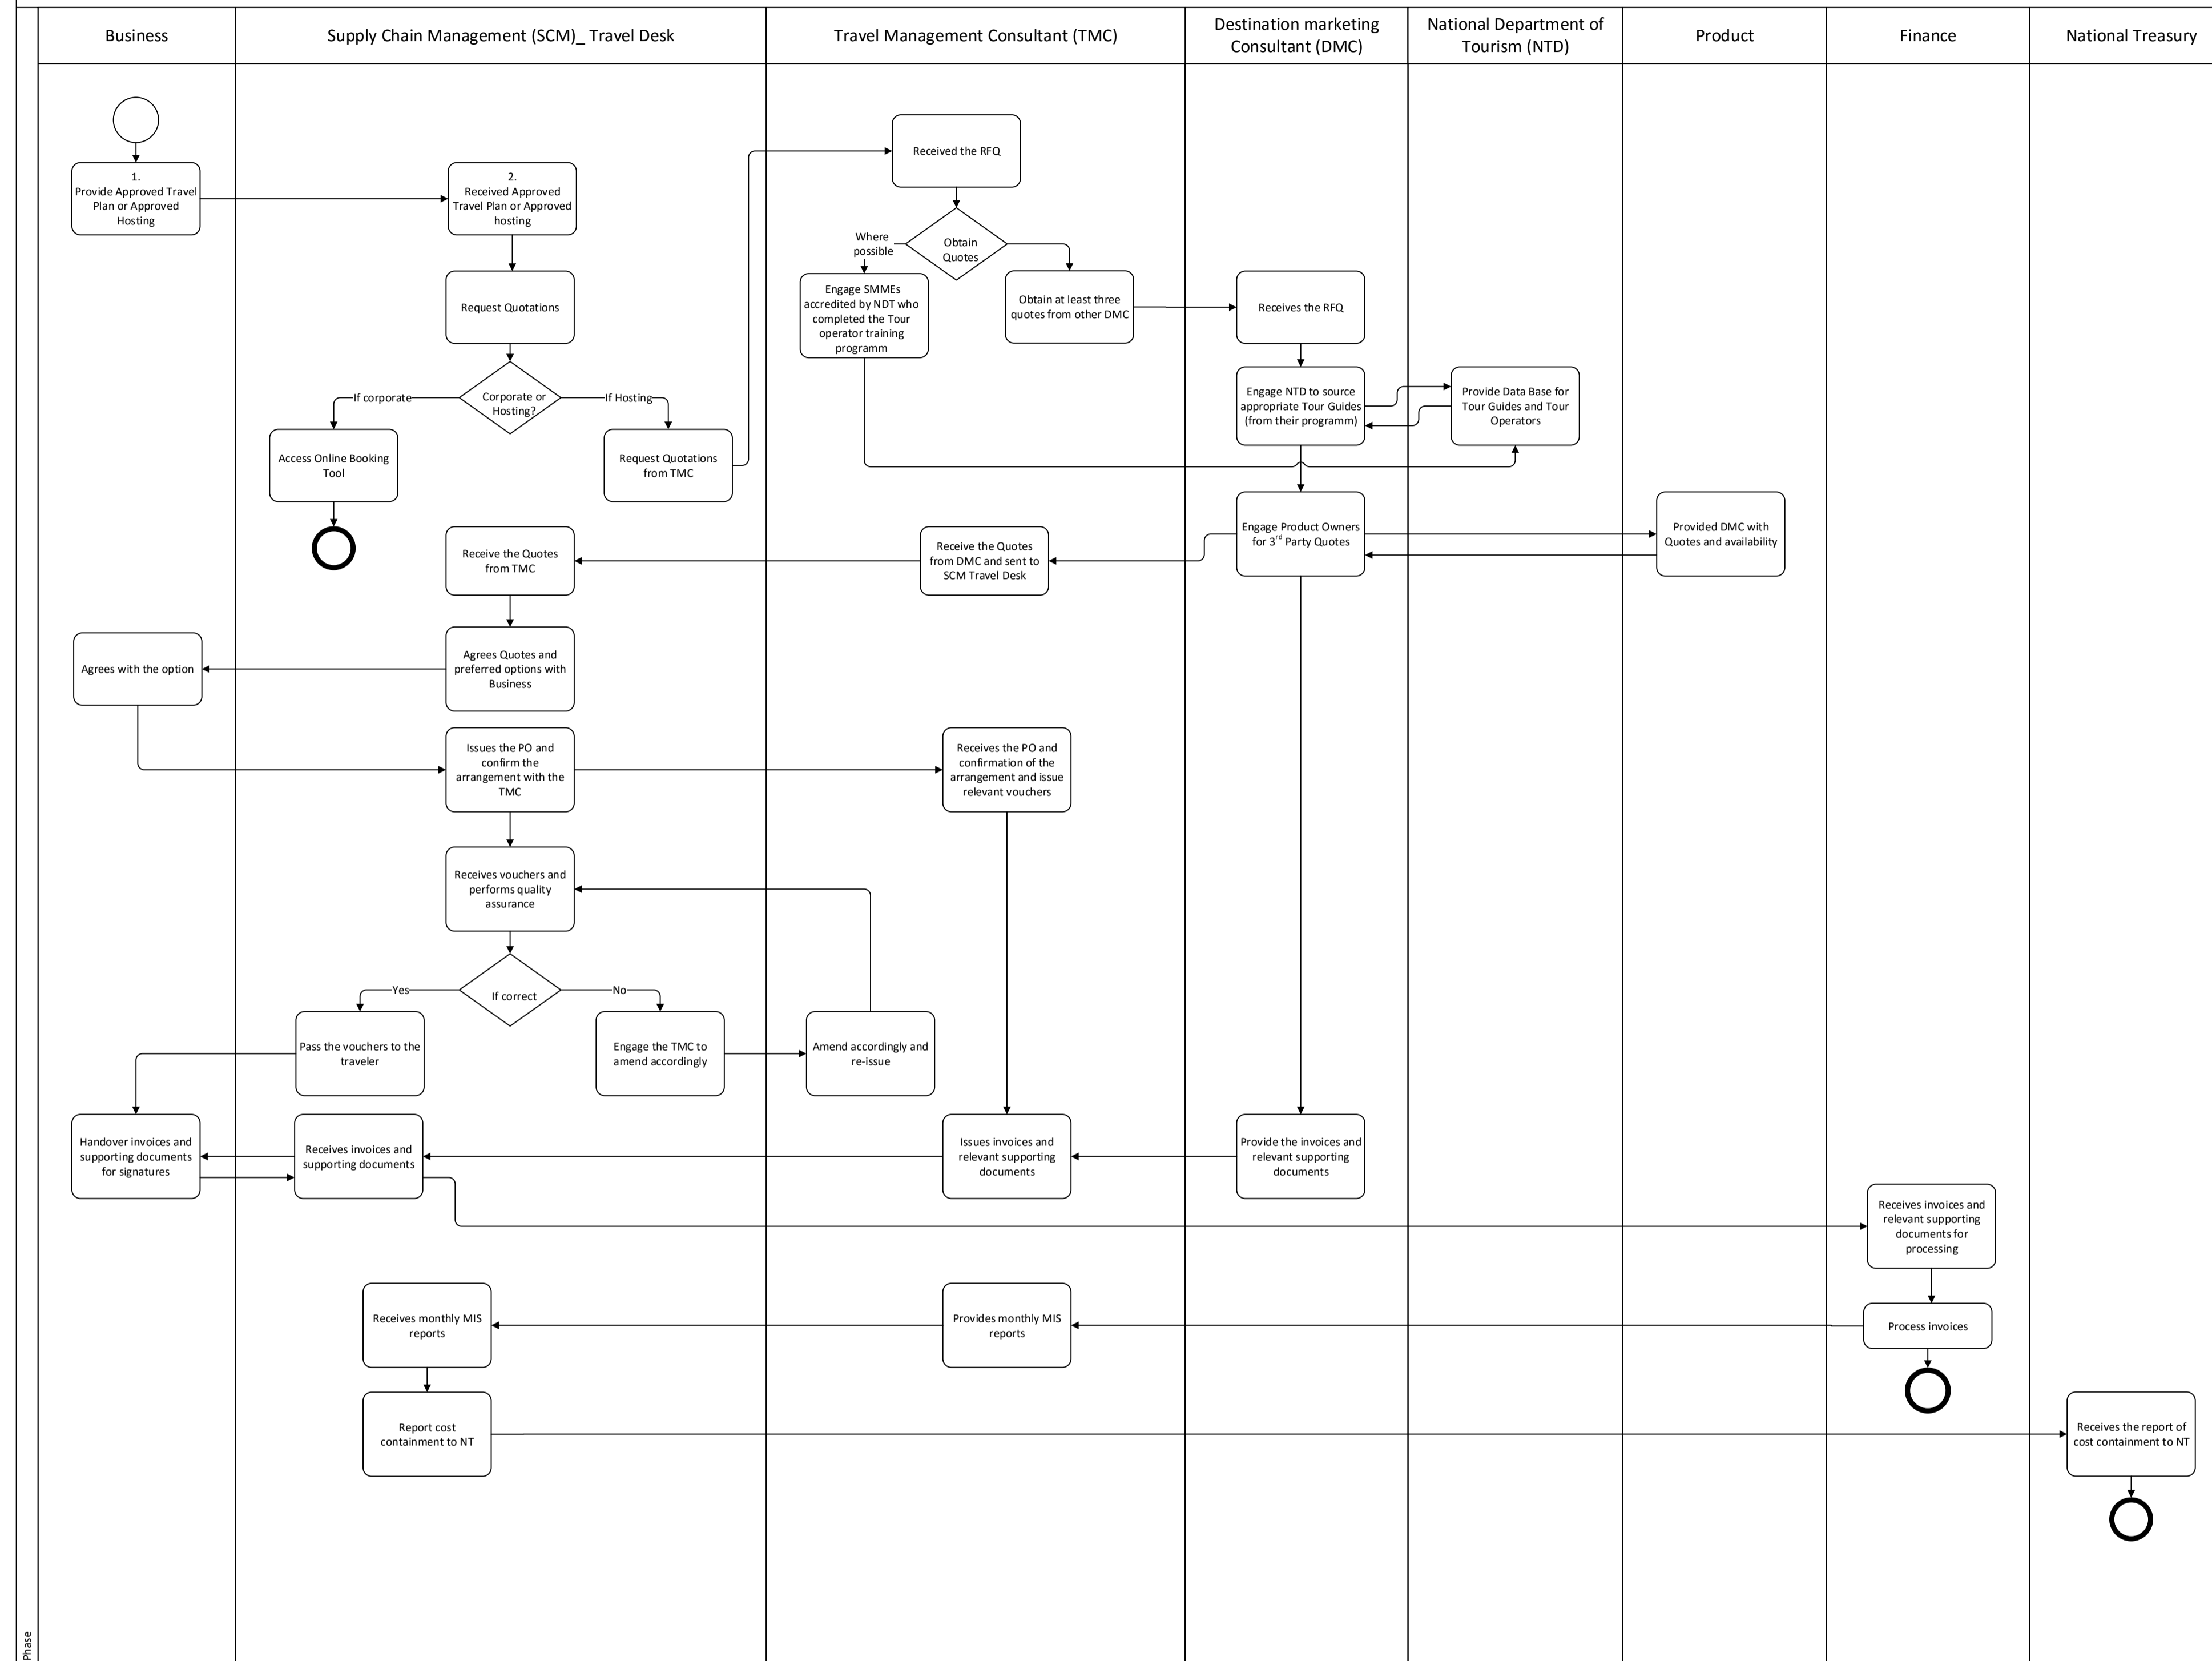 Business
Supply Chain Management (SCM)_ Travel Desk
Travel Management Consultant (TMC)
Destination marketing
Consultant (DMC)
National Department of
Tourism (NTD)
Product
Finance
National Treasury
1.
Provide Approved Travel
Plan or Approved
Hosting
2.
Received Approved
Travel Plan or Approved
hosting
Received the RFQ
Obtain
Quotes
Where
possible
Request Quotations
Engage SMMEs
accredited by NDT who
completed the Tour
operator training
programm
Obtain at least three
quotes from other DMC
Receives the RFQ
Corporate or
Hosting?
If corporate
If Hosting
Engage NTD to source
appropriate Tour Guides
(from their programm)
Provide Data Base for
Tour Guides and Tour
Operators
Access Online Booking
Tool
Request Quotations
from TMC
Receive the Quotes
from TMC
Receive the Quotes
from DMC and sent to
SCM Travel Desk
Engage Product Owners
for 3rd Party Quotes
Provided DMC with
Quotes and availability
Agrees with the option
Agrees Quotes and
preferred options with
Business
Issues the PO and
confirm the
arrangement with the
TMC
Receives the PO and
confirmation of the
arrangement and issue
relevant vouchers
Receives vouchers and
performs quality
assurance
If correct
Yes
No
Pass the vouchers to the
traveler
Engage the TMC to
amend accordingly
Amend accordingly and
re-issue
Handover invoices and
supporting documents
for signatures
Receives invoices and
supporting documents
Issues invoices and
relevant supporting
documents
Provide the invoices and
relevant supporting
documents
Receives invoices and
relevant supporting
documents for
processing
Receives monthly MIS
reports
Provides monthly MIS
reports
Process invoices
Report cost
containment to NT
Receives the report of
cost containment to NT
Phase